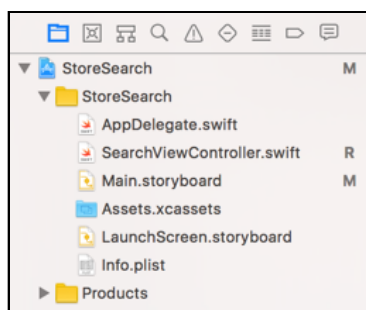 StoreSearch M
StoreSearch
AppDelegate.swift
SearchViewController.swift R
Main.storyboard M
Assets.xcassets
LaunchScreen.storyboard
Info.plist
Products